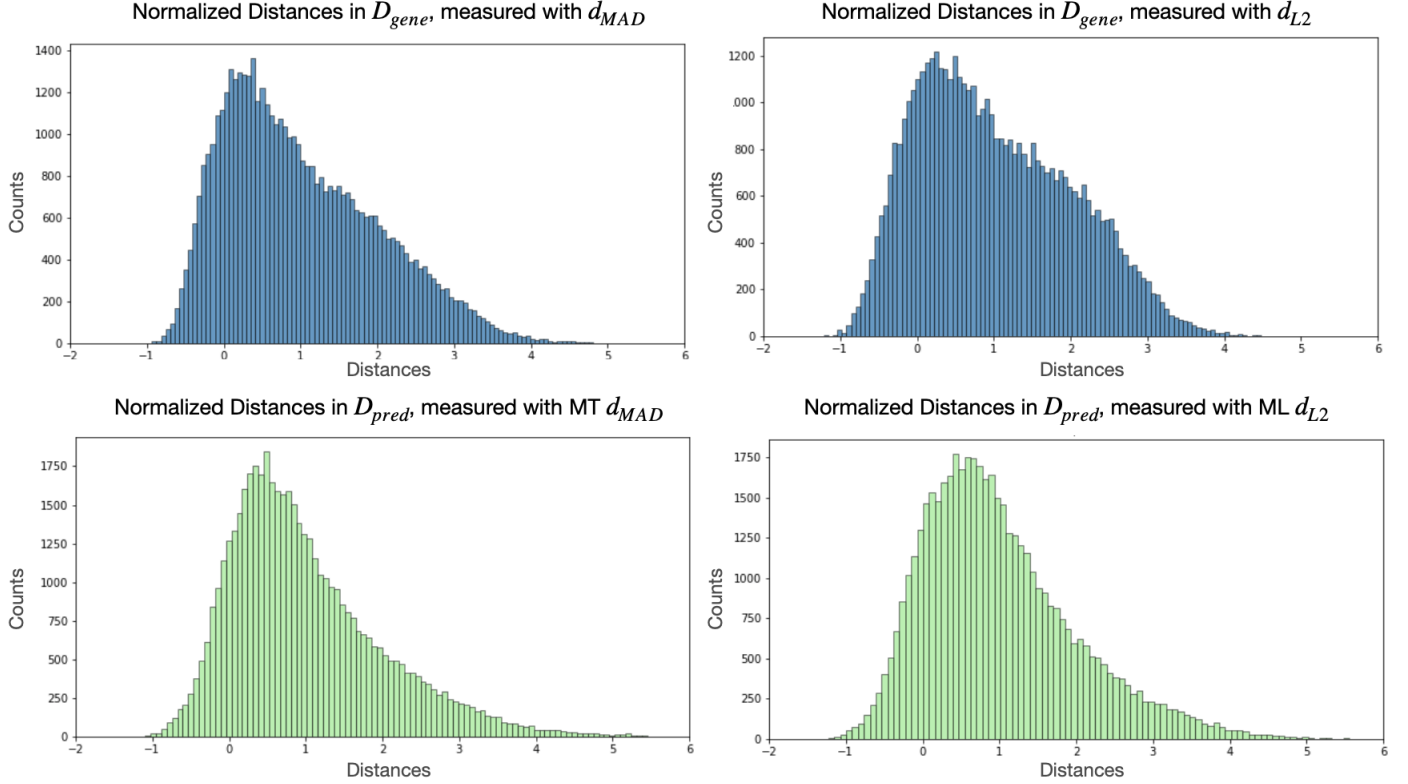 Normalized Distances in D_gene, measured with d_MAD
1400
1200
1000
800
600
400
200
0
Counts
−2 −1 0 1 2 3 4 5 6
Distances
Normalized Distances in D_gene, measured with d_L2
1200
.000
800
600
400
200
0
Counts
−2 −1 0 1 2 3 4 5 6
Distances
Normalized Distances in D_pred, measured with MT d_MAD
1750
1500
1250
1000
750
500
250
0
Counts
−2 −1 0 1 2 3 4 5 6
Distances
Normalized Distances in D_pred, measured with ML d_L2
1750
1500
1250
1000
750
500
250
0
Counts
−2 −1 0 1 2 3 4 5 6
Distances